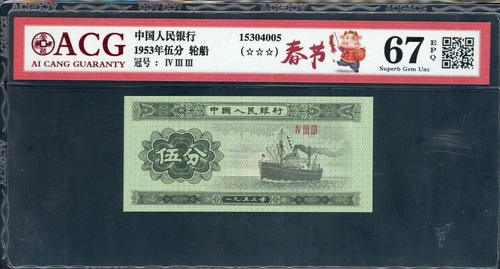 ACG
AI CANG GUARANTY
中国人民银行
1953年伍分 轮船
冠号： Ⅳ Ⅲ Ⅲ
15304005
(☆☆☆)
春节
67
EPQ
Superb Gem Unc
中國人民銀行
Ⅳ Ⅲ Ⅲ
伍分
一九五三年